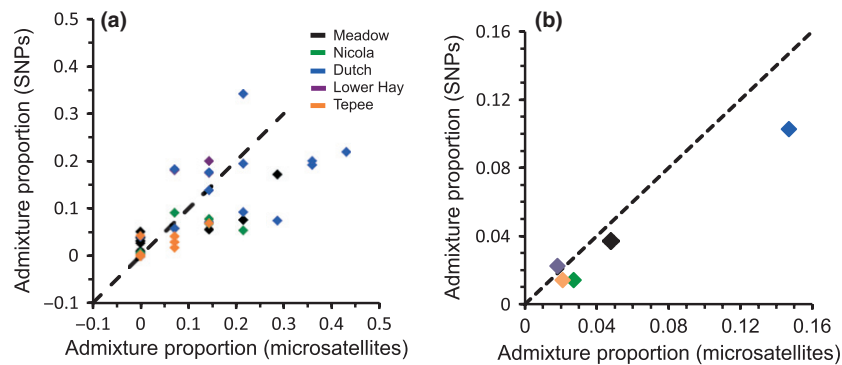 (a)
Admixture proportion (SNPs)
0.5
0.4
0.3
0.2
0.1
0
−0.1
−0.1 0 0.1 0.2 0.3 0.4 0.5
Admixture proportion (microsatellites)
Meadow
Nicola
Dutch
Lower Hay
Tepee
(b)
Admixture proportion (SNPs)
0.16
0.12
0.08
0.04
0
0 0.04 0.08 0.12 0.16
Admixture proportion (microsatellites)